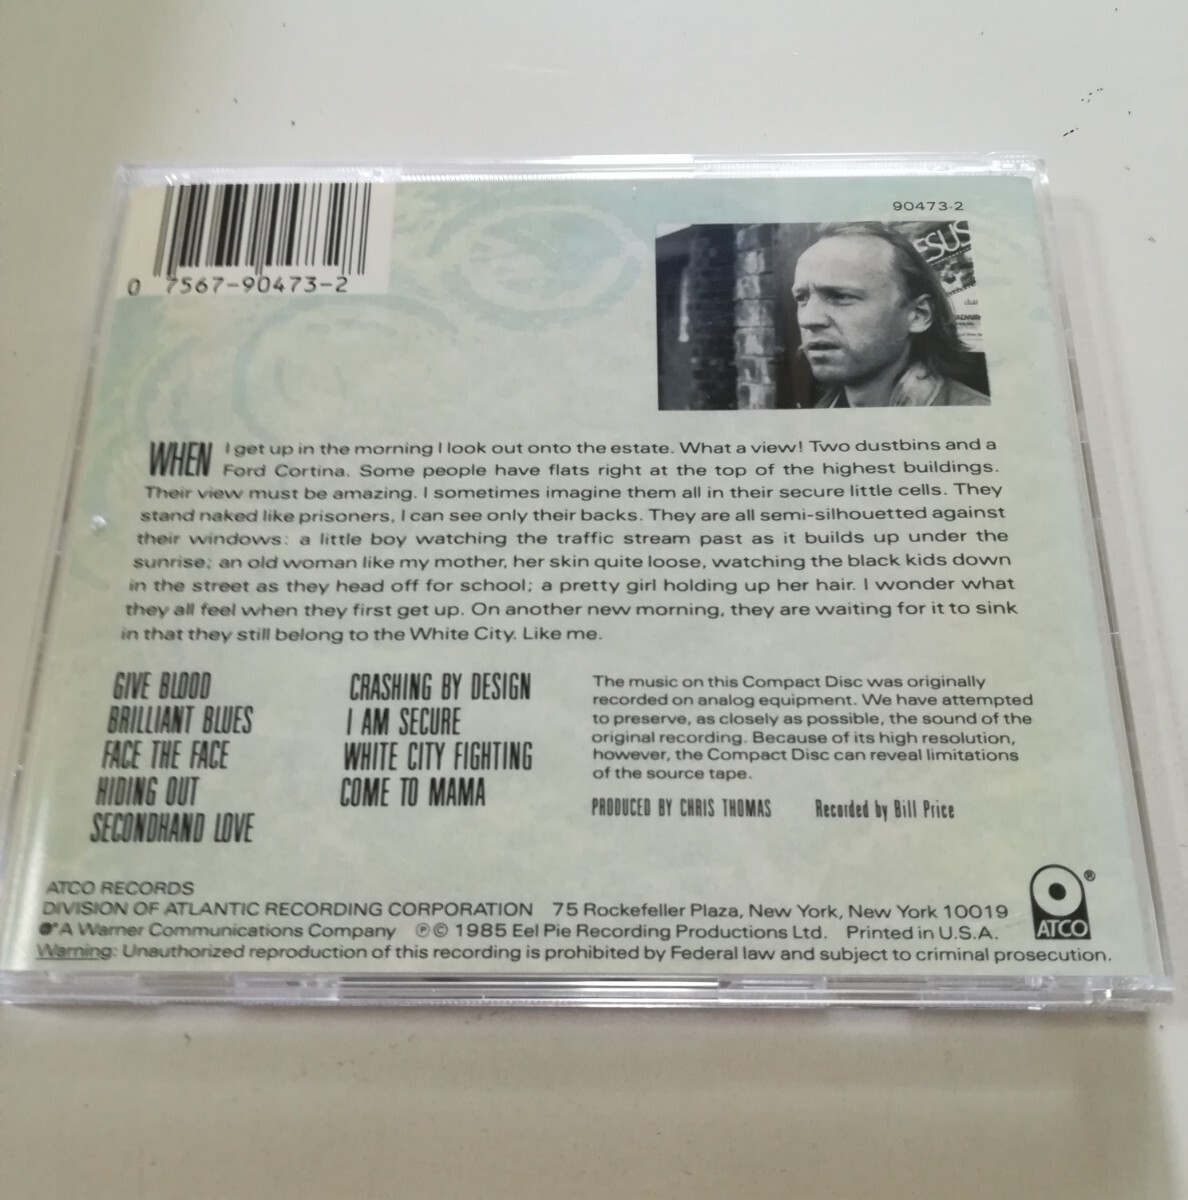 90473-2
0 7567-90473-2
ESUS
WHEN I get up in the morning I look out onto the estate. What a view! Two dustbins and a
Ford Cortina. Some people have flats right at the top of the highest buildings.
Their view must be amazing. I sometimes imagine them all in their secure little cells. They
stand naked like prisoners, I can see only their backs. They are all semi-silhouetted against
their windows: a little boy watching the traffic stream past as it builds up under the
sunrise; an old woman like my mother, her skin quite loose, watching the black kids down
in the street as they head off for school; a pretty girl holding up her hair. I wonder what
they all feel when they first get up. On another new morning, they are waiting for it to sink
in that they still belong to the White City. Like me.
GIVE BLOOD
BRILLIANT BLUES
FACE THE FACE
HIDING OUT
SECONDHAND LOVE
CRASHING BY DESIGN
I AM SECURE
WHITE CITY FIGHTING
COME TO MAMA
The music on this Compact Disc was originally
recorded on analog equipment. We have attempted
to preserve, as closely as possible, the sound of the
original recording. Because of its high resolution,
however, the Compact Disc can reveal limitations
of the source tape.
PRODUCED BY CHRIS THOMAS Recorded by Bill Price
ATCO RECORDS
DIVISION OF ATLANTIC RECORDING CORPORATION 75 Rockefeller Plaza, New York, New York 10019
A Warner Communications Company ℗© 1985 Eel Pie Recording Productions Ltd. Printed in U.S.A.
Warning: Unauthorized reproduction of this recording is prohibited by Federal law and subject to criminal prosecution.
ATCO ®